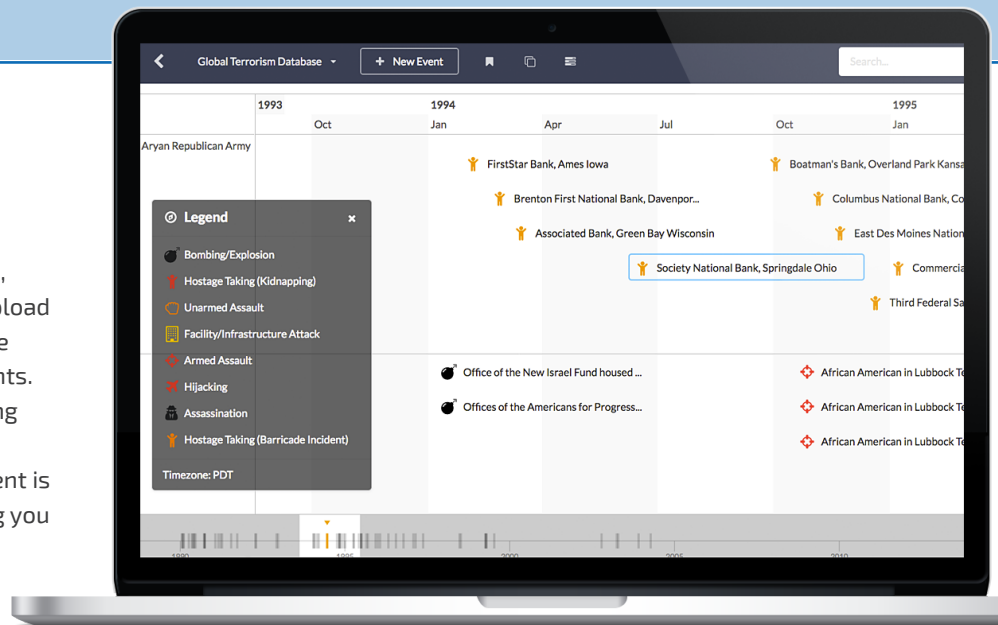 ,
pload
e
nts.
ng
ent is
g you
Global Terrorism Database
+ New Event
Search...
1993 1994 1995
Oct Jan Apr Jul Oct Jan
Aryan Republican Army
FirstStar Bank, Ames Iowa
Boatman's Bank, Overland Park Kansa
Brenton First National Bank, Davenpor...
Columbus National Bank, Co
Associated Bank, Green Bay Wisconsin
East Des Moines Nation
Society National Bank, Springdale Ohio
Commercia
Third Federal Sa
Legend ×
Bombing/Explosion
Hostage Taking (Kidnapping)
Unarmed Assault
Facility/Infrastructure Attack
Armed Assault
Hijacking
Assassination
Hostage Taking (Barricade Incident)
Timezone: PDT
Office of the New Israel Fund housed ...
African American in Lubbock Te
Offices of the Americans for Progress...
African American in Lubbock Te
African American in Lubbock Te
1990 1995 2000 2005 2010